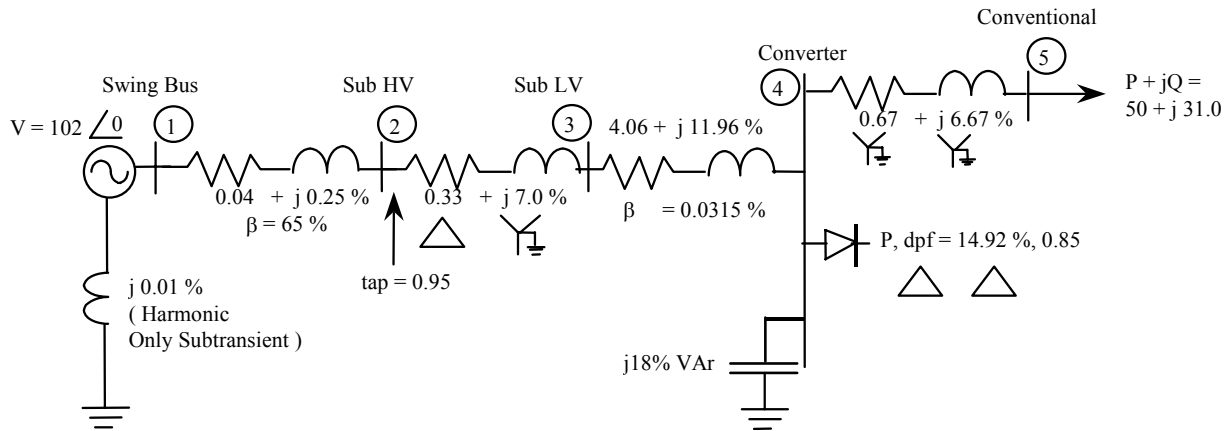 Conventional
Converter
Swing Bus
Sub HV
Sub LV
5
4
P + jQ =
50 + j 31.0
V = 102 ∠0
1
2
3
4.06 + j 11.96 %
0.67 + j 6.67 %
0.04 + j 0.25 %
β = 65 %
0.33 + j 7.0 %
β = 0.0315 %
tap = 0.95
P, dpf = 14.92 %, 0.85
j 0.01 %
( Harmonic
Only Subtransient )
j18% VAr